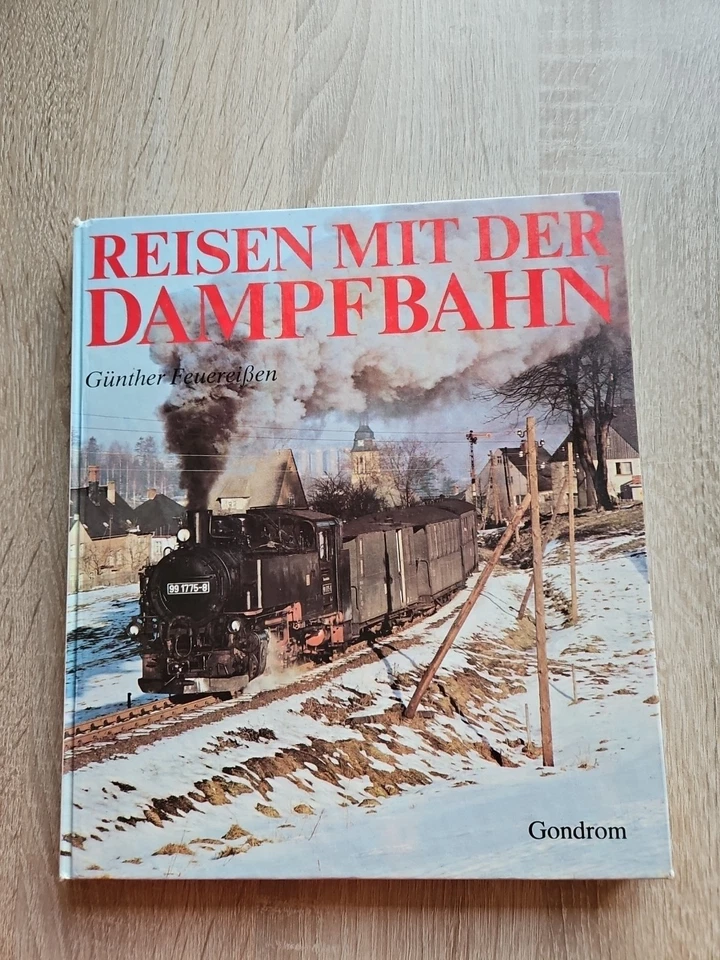 REISEN MIT DER
DAMPFBAHN
Günther Feuereißen
99 1775-8
Gondrom